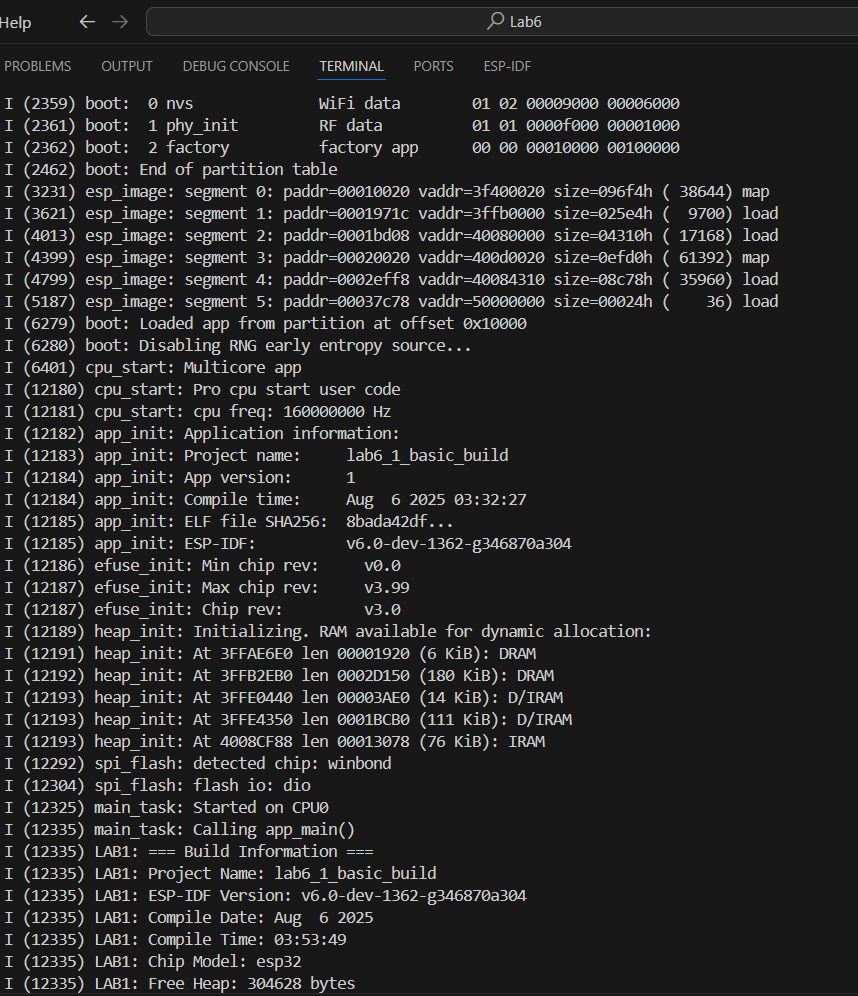 Help
Lab6
PROBLEMS OUTPUT DEBUG CONSOLE TERMINAL PORTS ESP-IDF
I (2359) boot:  0 nvs              WiFi data        01 02 00009000 00006000
I (2361) boot:  1 phy_init         RF data          01 01 0000f000 00001000
I (2362) boot:  2 factory          factory app      00 00 00010000 00100000
I (2462) boot: End of partition table
I (3231) esp_image: segment 0: paddr=00010020 vaddr=3f400020 size=096f4h ( 38644) map
I (3621) esp_image: segment 1: paddr=0001971c vaddr=3ffb0000 size=025e4h (  9700) load
I (4013) esp_image: segment 2: paddr=0001bd08 vaddr=40080000 size=04310h ( 17168) load
I (4399) esp_image: segment 3: paddr=00020020 vaddr=400d0020 size=0efd0h ( 61392) map
I (4799) esp_image: segment 4: paddr=0002eff8 vaddr=40084310 size=08c78h ( 35960) load
I (5187) esp_image: segment 5: paddr=00037c78 vaddr=50000000 size=00024h (    36) load
I (6279) boot: Loaded app from partition at offset 0x10000
I (6280) boot: Disabling RNG early entropy source...
I (6401) cpu_start: Multicore app
I (12180) cpu_start: Pro cpu start user code
I (12181) cpu_start: cpu freq: 160000000 Hz
I (12182) app_init: Application information:
I (12183) app_init: Project name:     lab6_1_basic_build
I (12184) app_init: App version:      1
I (12184) app_init: Compile time:     Aug  6 2025 03:32:27
I (12185) app_init: ELF file SHA256:  8bada42df...
I (12185) app_init: ESP-IDF:          v6.0-dev-1362-g346870a304
I (12186) efuse_init: Min chip rev:     v0.0
I (12187) efuse_init: Max chip rev:     v3.99
I (12187) efuse_init: Chip rev:         v3.0
I (12189) heap_init: Initializing. RAM available for dynamic allocation:
I (12191) heap_init: At 3FFAE6E0 len 00001920 (6 KiB): DRAM
I (12192) heap_init: At 3FFB2EB0 len 0002D150 (180 KiB): DRAM
I (12193) heap_init: At 3FFE0440 len 00003AE0 (14 KiB): D/IRAM
I (12193) heap_init: At 3FFE4350 len 0001BCB0 (111 KiB): D/IRAM
I (12193) heap_init: At 4008CF88 len 00013078 (76 KiB): IRAM
I (12292) spi_flash: detected chip: winbond
I (12304) spi_flash: flash io: dio
I (12325) main_task: Started on CPU0
I (12335) main_task: Calling app_main()
I (12335) LAB1: === Build Information ===
I (12335) LAB1: Project Name: lab6_1_basic_build
I (12335) LAB1: ESP-IDF Version: v6.0-dev-1362-g346870a304
I (12335) LAB1: Compile Date: Aug  6 2025
I (12335) LAB1: Compile Time: 03:53:49
I (12335) LAB1: Chip Model: esp32
I (12335) LAB1: Free Heap: 304628 bytes